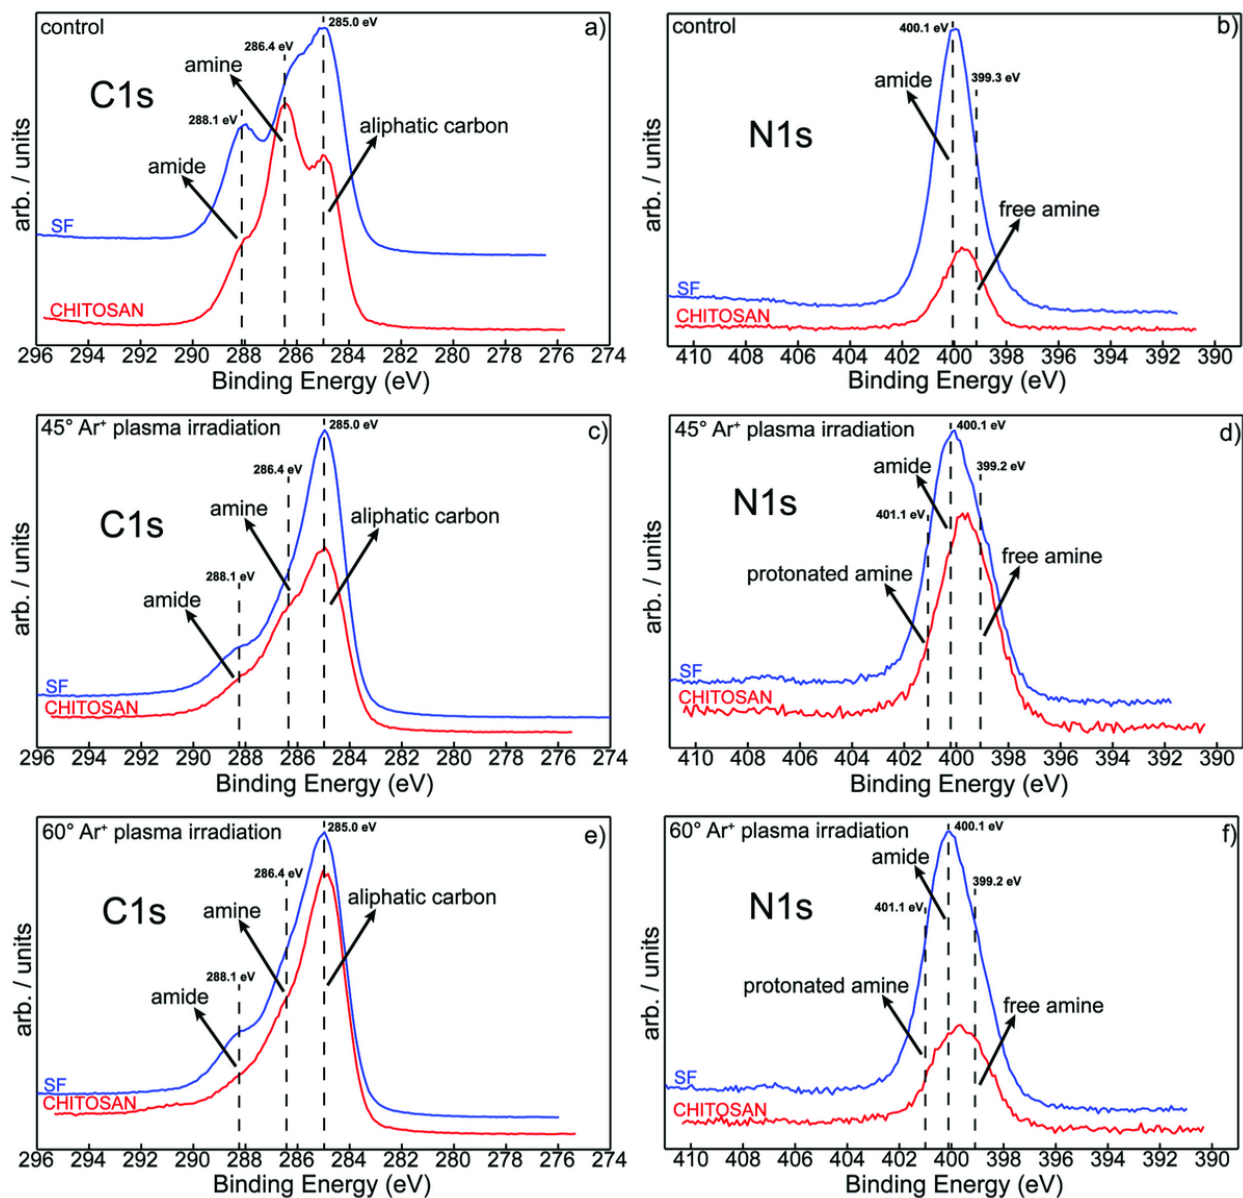 control
a)
285.0 eV
286.4 eV
amine
C1s
288.1 eV
aliphatic carbon
amide
SF
CHITOSAN
arb. / units
296 294 292 290 288 286 284 282 280 278 276 274
Binding Energy (eV)
control
b)
400.1 eV
amide
399.3 eV
N1s
free amine
SF
CHITOSAN
arb. / units
410 408 406 404 402 400 398 396 394 392 390
Binding Energy (eV)
45° Ar⁺ plasma irradiation
c)
285.0 eV
286.4 eV
amine
C1s
aliphatic carbon
288.1 eV
amide
SF
CHITOSAN
arb. / units
296 294 292 290 288 286 284 282 280 278 276 274
Binding Energy (eV)
45° Ar⁺ plasma irradiation
d)
400.1 eV
amide
399.2 eV
N1s
401.1 eV
protonated amine
free amine
SF
CHITOSAN
arb. / units
410 408 406 404 402 400 398 396 394 392 390
Binding Energy (eV)
60° Ar⁺ plasma irradiation
e)
285.0 eV
286.4 eV
aliphatic carbon
C1s
amine
288.1 eV
amide
SF
CHITOSAN
arb. / units
296 294 292 290 288 286 284 282 280 278 276 274
Binding Energy (eV)
60° Ar⁺ plasma irradiation
f)
400.1 eV
amide
399.2 eV
N1s
401.1 eV
protonated amine
free amine
SF
CHITOSAN
arb. / units
410 408 406 404 402 400 398 396 394 392 390
Binding Energy (eV)